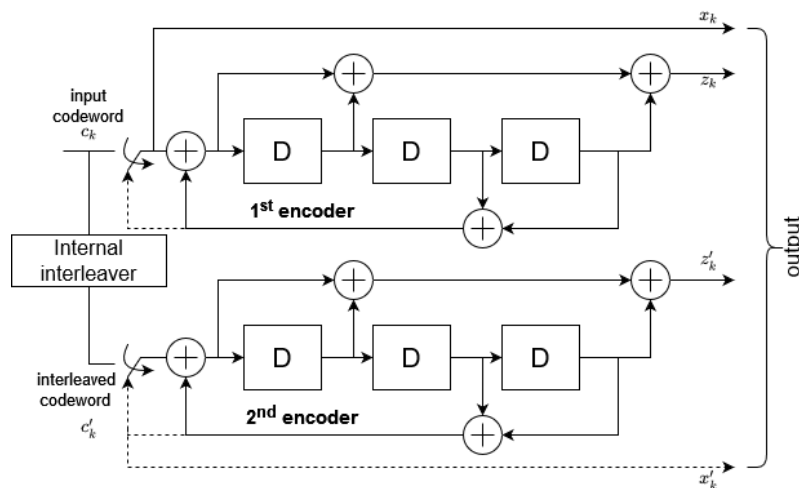 x_k
z_k
input
codeword
c_k
D D D
1st encoder
Internal
interleaver
output
z'_k
D D D
interleaved
codeword
c'_k
2nd encoder
x'_k